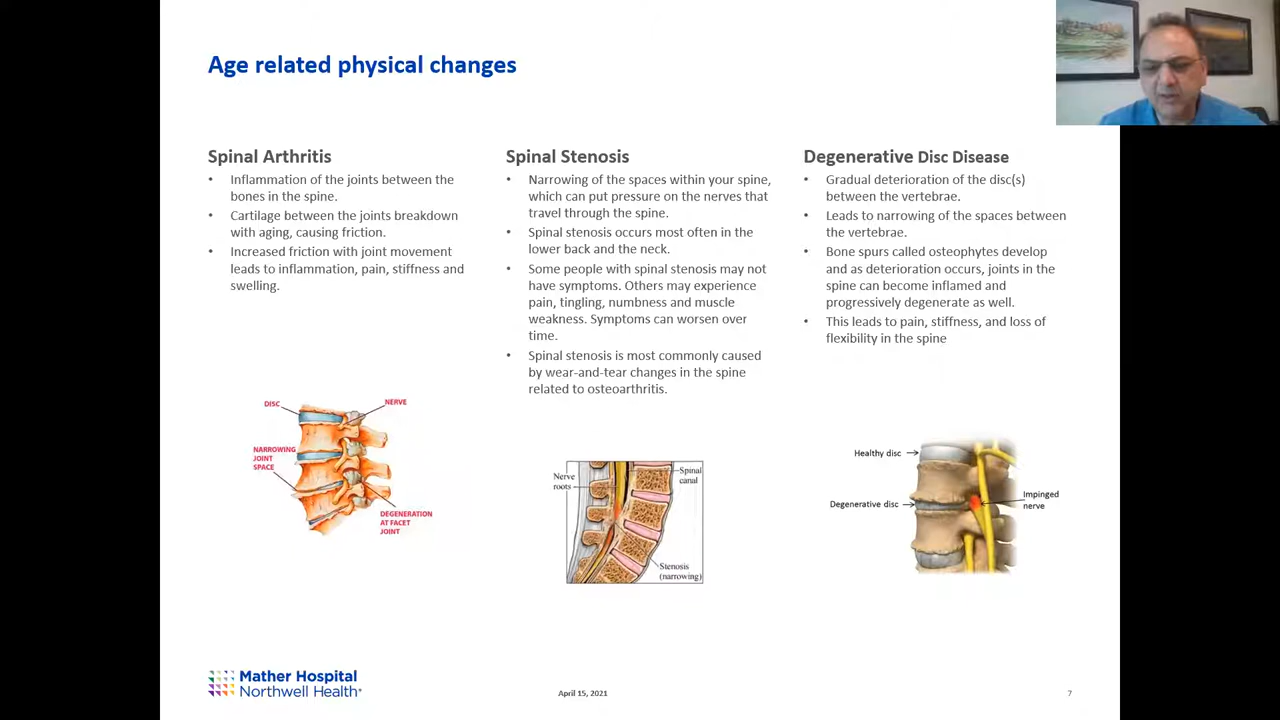 Age related physical changes
Spinal Arthritis
• Inflammation of the joints between the
bones in the spine.
• Cartilage between the joints breakdown
with aging, causing friction.
• Increased friction with joint movement
leads to inflammation, pain, stiffness and
swelling.
DISC
NERVE
NARROWING
JOINT
SPACE
DEGENERATION
AT FACET
JOINT
Spinal Stenosis
• Narrowing of the spaces within your spine,
which can put pressure on the nerves that
travel through the spine.
• Spinal stenosis occurs most often in the
lower back and the neck.
• Some people with spinal stenosis may not
have symptoms. Others may experience
pain, tingling, numbness and muscle
weakness. Symptoms can worsen over
time.
• Spinal stenosis is most commonly caused
by wear-and-tear changes in the spine
related to osteoarthritis.
Nerve
roots
Spinal
canal
Stenosis
(narrowing)
Degenerative Disc Disease
• Gradual deterioration of the disc(s)
between the vertebrae.
• Leads to narrowing of the spaces between
the vertebrae.
• Bone spurs called osteophytes develop
and as deterioration occurs, joints in the
spine can become inflamed and
progressively degenerate as well.
• This leads to pain, stiffness, and loss of
flexibility in the spine
Healthy disc
Degenerative disc
Impinged
nerve
Mather Hospital
Northwell Health®
April 15, 2021
7